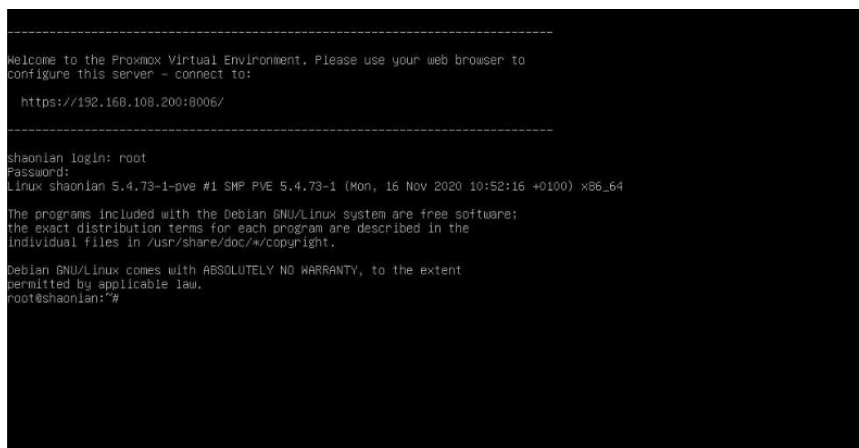 ------------------------------------------------------------------------------
Welcome to the Proxmox Virtual Environment. Please use your web browser to
configure this server - connect to:
https://192.168.108.200:8006/
------------------------------------------------------------------------------
shaonian login: root
Password:
Linux shaonian 5.4.73-1-pve #1 SMP PVE 5.4.73-1 (Mon, 16 Nov 2020 10:52:16 +0100) x86_64
The programs included with the Debian GNU/Linux system are free software;
the exact distribution terms for each program are described in the
individual files in /usr/share/doc/*/copyright.
Debian GNU/Linux comes with ABSOLUTELY NO WARRANTY, to the extent
permitted by applicable law.
root@shaonian:~#